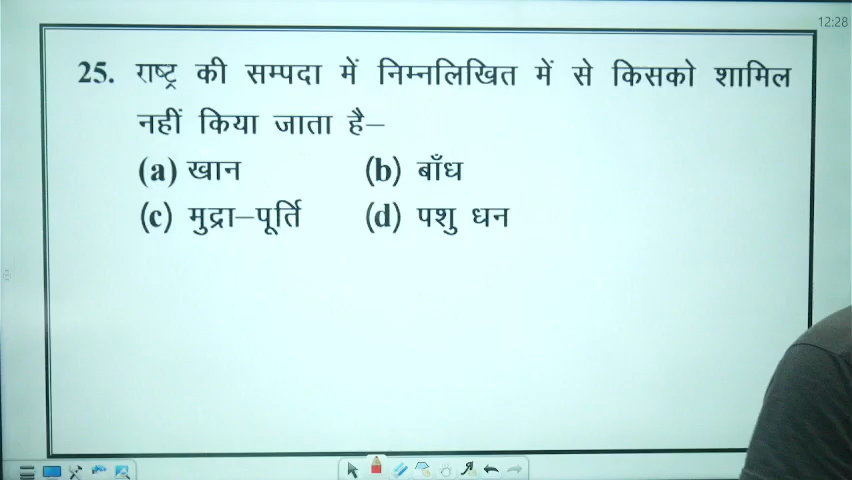 12:28
25. राष्ट्र की सम्पदा में निम्नलिखित में से किसको शामिल
नहीं किया जाता है–
(a) खान (b) बाँध
(c) मुद्रा–पूर्ति (d) पशु धन